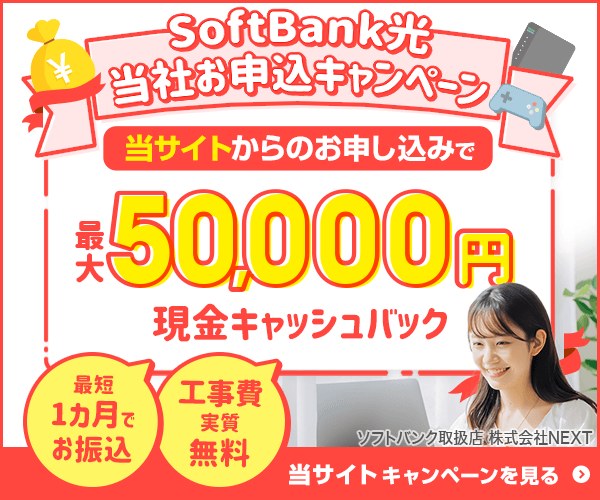 SoftBank光
当社お申込キャンペーン
当サイトからのお申し込みで
最大50,000円
現金キャッシュバック
最短
1カ月で
お振込
工事費
実質
無料
ソフトバンク取扱店 株式会社NEXT
当サイトキャンペーンを見る